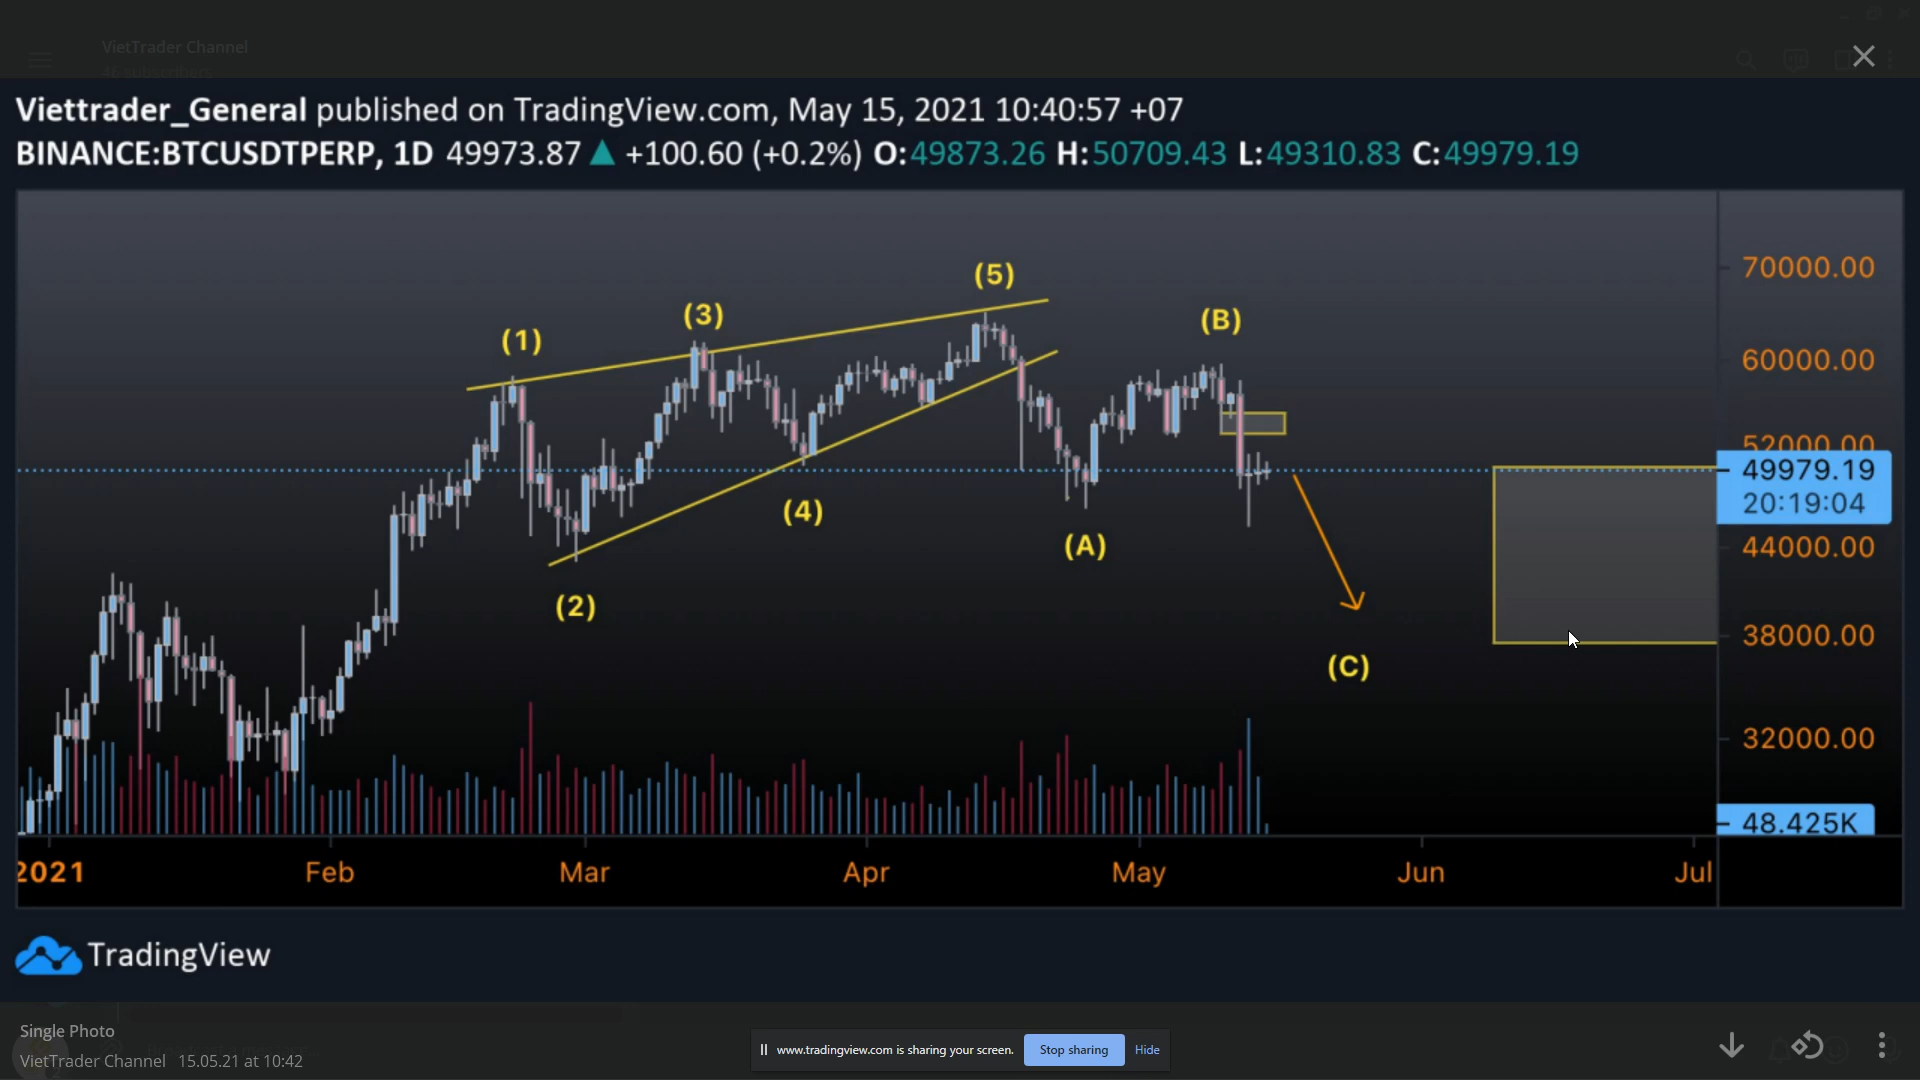 VietTrader Channel
46 subscribers
Viettrader_General published on TradingView.com, May 15, 2021 10:40:57 +07
BINANCE:BTCUSDTPERP, 1D 49973.87 ▲ +100.60 (+0.2%) O:49873.26 H:50709.43 L:49310.83 C:49979.19
(5)
70000.00
(3)
(B)
(1)
60000.00
52000.00
49979.19
20:19:04
(4)
(A)
44000.00
(2)
38000.00
(C)
32000.00
48.425K
2021 Feb Mar Apr May Jun Jul
TradingView
Single Photo
www.tradingview.com is sharing your screen. Stop sharing Hide
VietTrader Channel 15.05.21 at 10:42